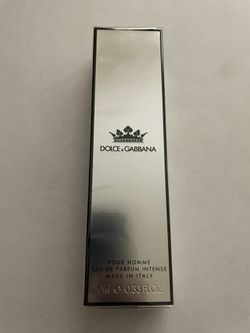 DOLCE&GABBANA
POUR HOMME
EAU DE PARFUM INTENSE
MADE IN ITALY
℮ 0.33 FL.OZ.